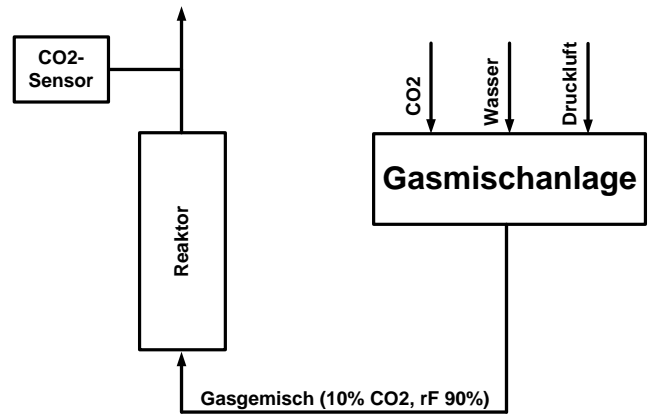 CO2-
Sensor
CO2
Wasser
Druckluft
Gasmischanlage
Reaktor
Gasgemisch (10% CO2, rF 90%)